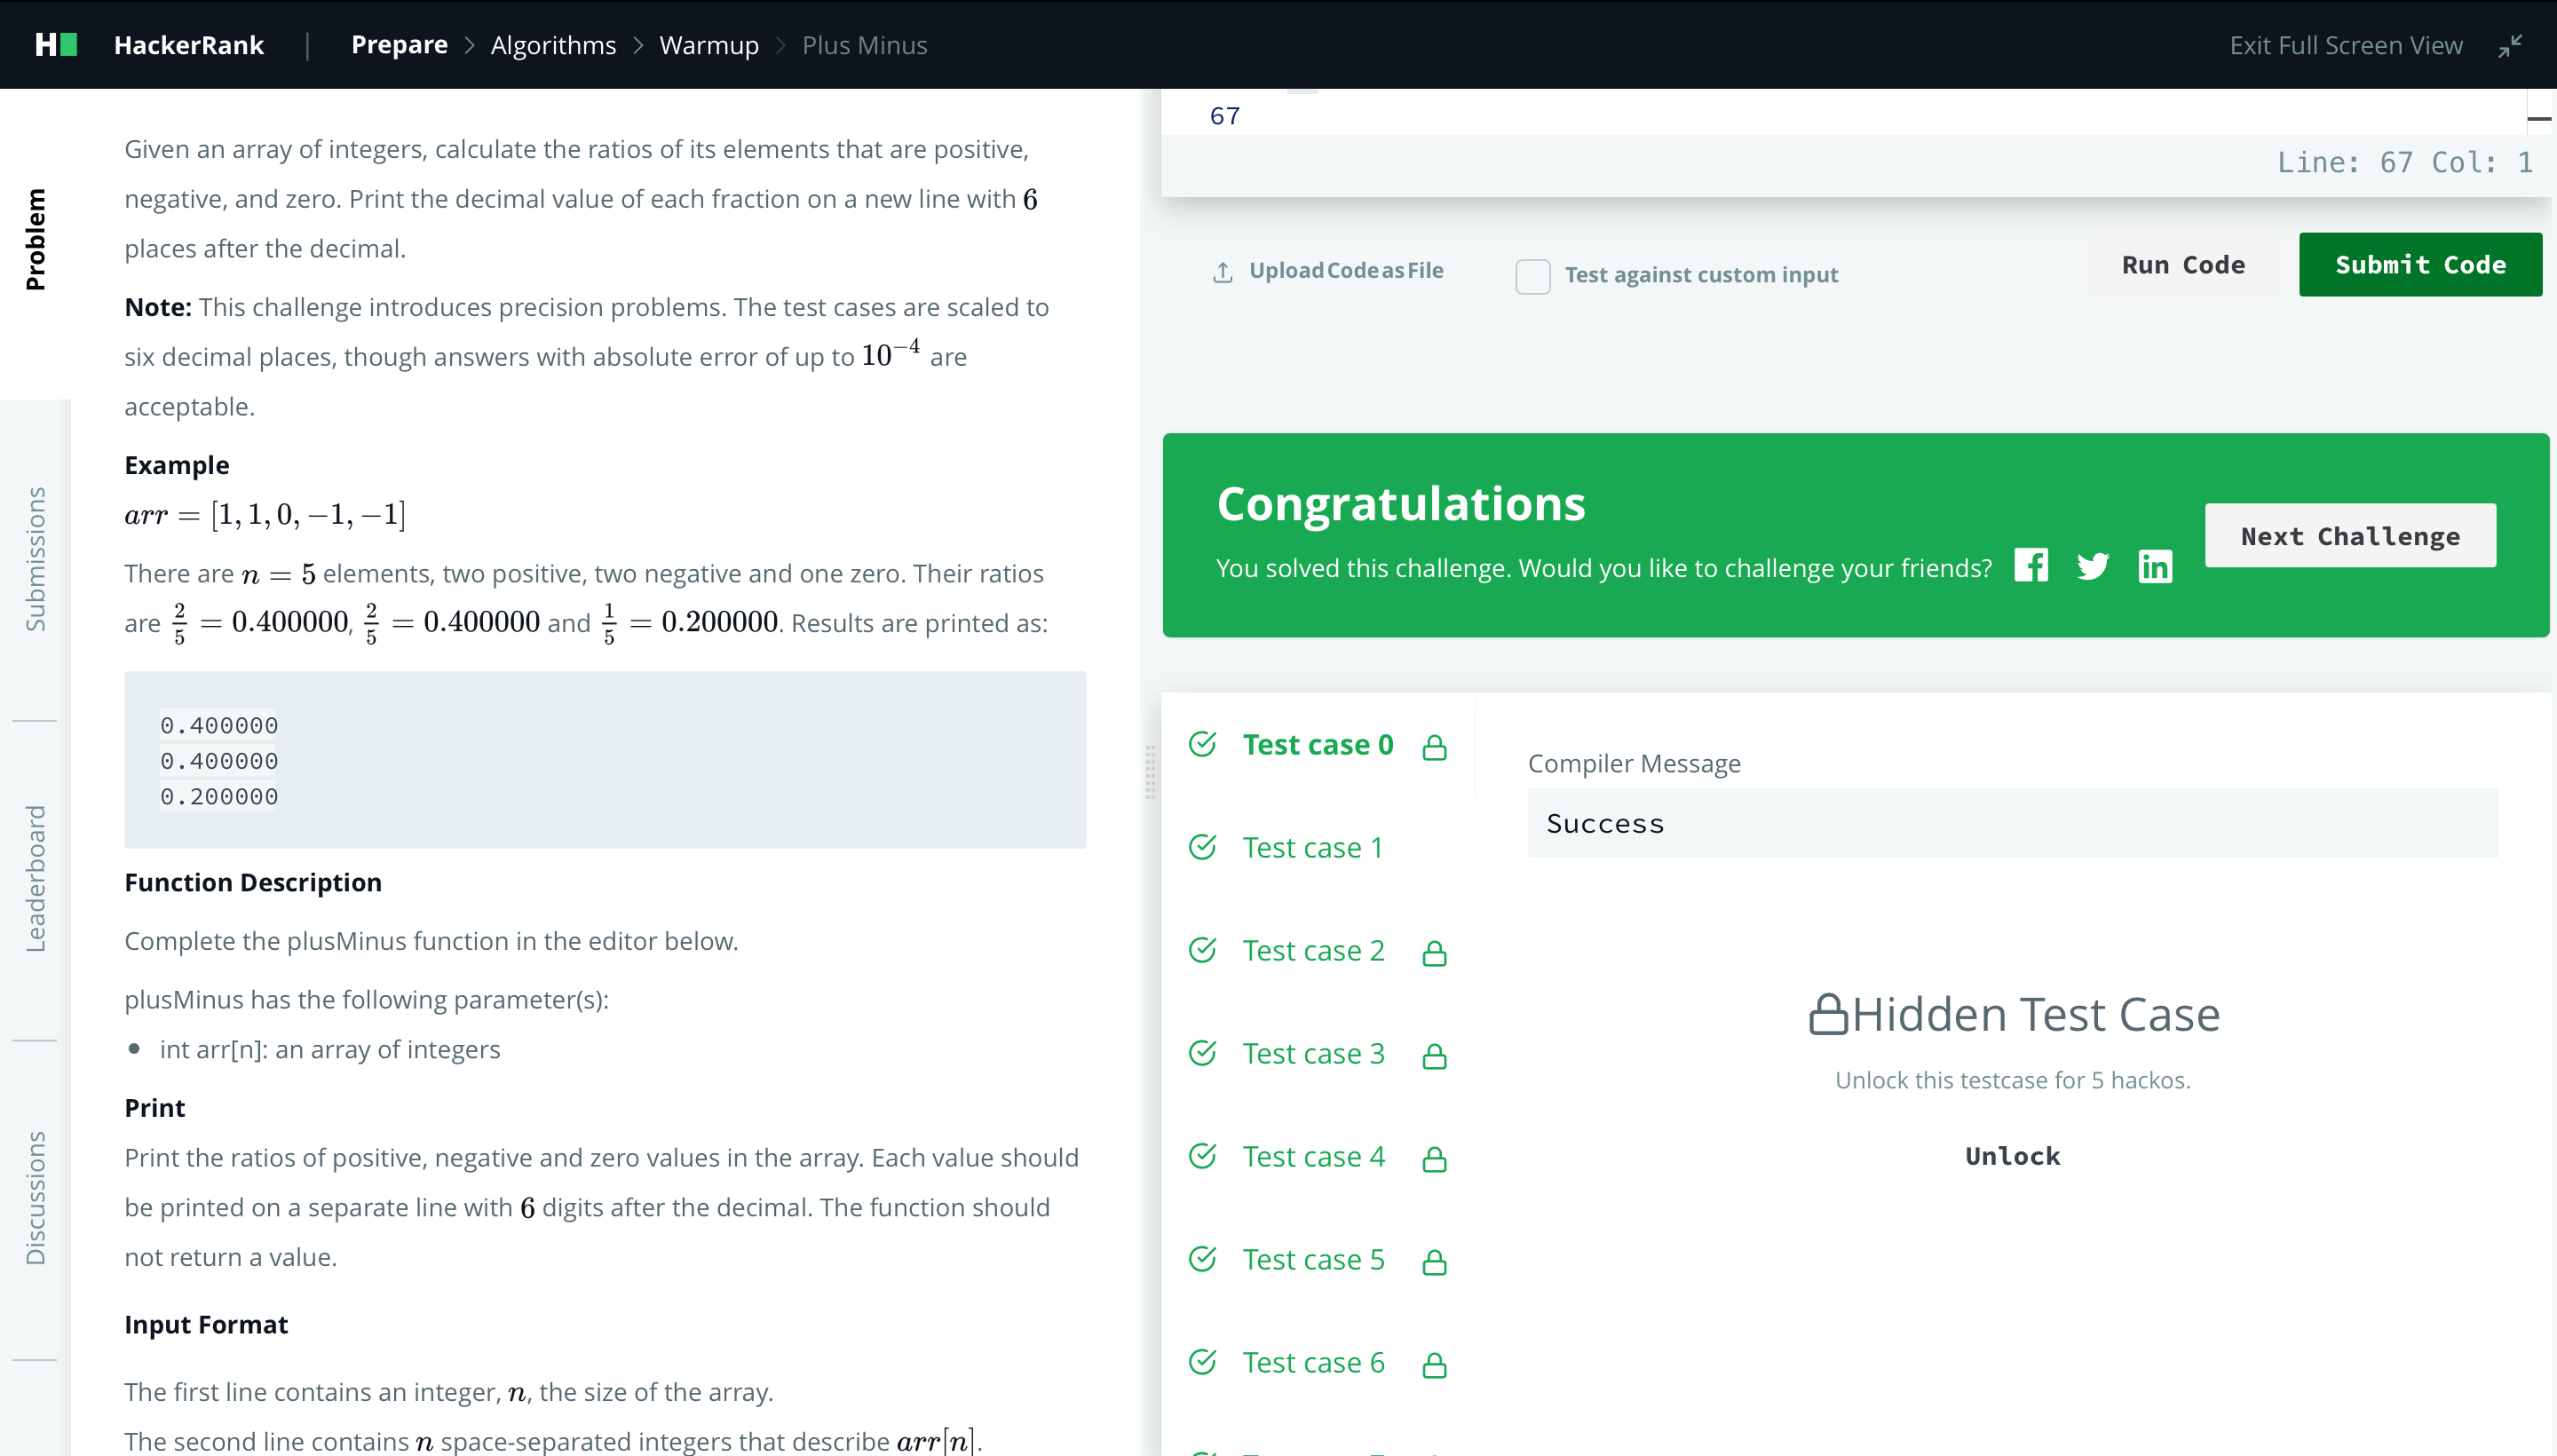 H HackerRank | Prepare > Algorithms > Warmup > Plus Minus
Exit Full Screen View
Problem
Submissions
Leaderboard
Discussions
Given an array of integers, calculate the ratios of its elements that are positive,
negative, and zero. Print the decimal value of each fraction on a new line with 6
places after the decimal.
Note: This challenge introduces precision problems. The test cases are scaled to
six decimal places, though answers with absolute error of up to 10⁻⁴ are
acceptable.
Example
arr = [1, 1, 0, −1, −1]
There are n = 5 elements, two positive, two negative and one zero. Their ratios
are 2/5 = 0.400000, 2/5 = 0.400000 and 1/5 = 0.200000. Results are printed as:
0.400000
0.400000
0.200000
Function Description
Complete the plusMinus function in the editor below.
plusMinus has the following parameter(s):
• int arr[n]: an array of integers
Print
Print the ratios of positive, negative and zero values in the array. Each value should
be printed on a separate line with 6 digits after the decimal. The function should
not return a value.
Input Format
The first line contains an integer, n, the size of the array.
The second line contains n space-separated integers that describe arr[n].
67
Line: 67 Col: 1
Upload Code as File
Test against custom input
Run Code
Submit Code
Congratulations
You solved this challenge. Would you like to challenge your friends?
Next Challenge
Test case 0
Test case 1
Test case 2
Test case 3
Test case 4
Test case 5
Test case 6
Compiler Message
Success
Hidden Test Case
Unlock this testcase for 5 hackos.
Unlock